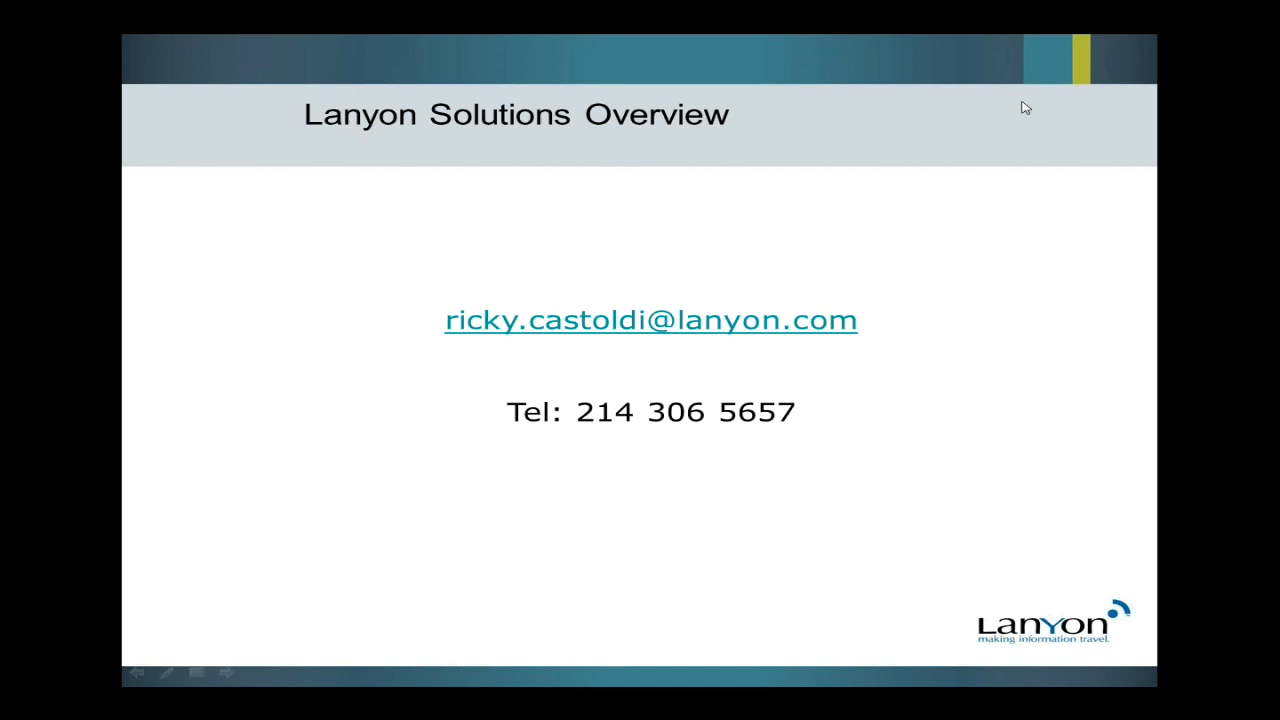 Lanyon Solutions Overview
ricky.castoldi@lanyon.com
Tel: 214 306 5657
Lanyon
making information travel.